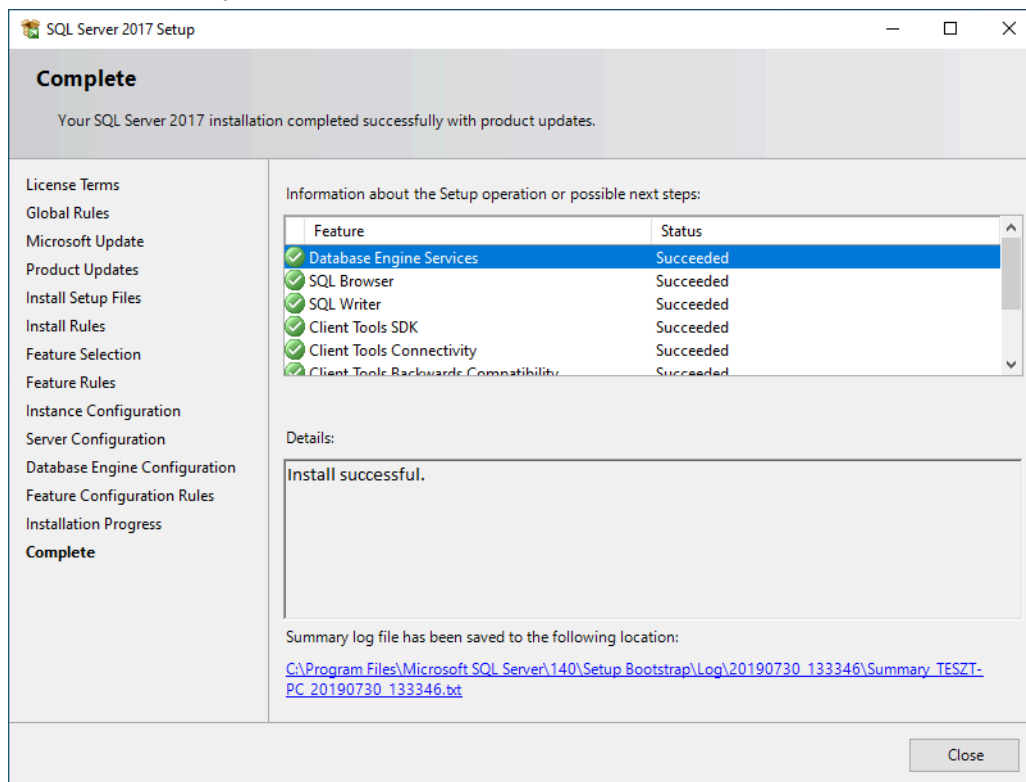 SQL Server 2017 Setup
Complete
Your SQL Server 2017 installation completed successfully with product updates.
License Terms
Global Rules
Microsoft Update
Product Updates
Install Setup Files
Install Rules
Feature Selection
Feature Rules
Instance Configuration
Server Configuration
Database Engine Configuration
Feature Configuration Rules
Installation Progress
Complete
Information about the Setup operation or possible next steps:
Feature Status
Database Engine Services Succeeded
SQL Browser Succeeded
SQL Writer Succeeded
Client Tools SDK Succeeded
Client Tools Connectivity Succeeded
Client Tools Backwards Compatibility Succeeded
Details:
Install successful.
Summary log file has been saved to the following location:
C:\Program Files\Microsoft SQL Server\140\Setup Bootstrap\Log\20190730_133346\Summary_TESZT-
PC_20190730_133346.txt
Close